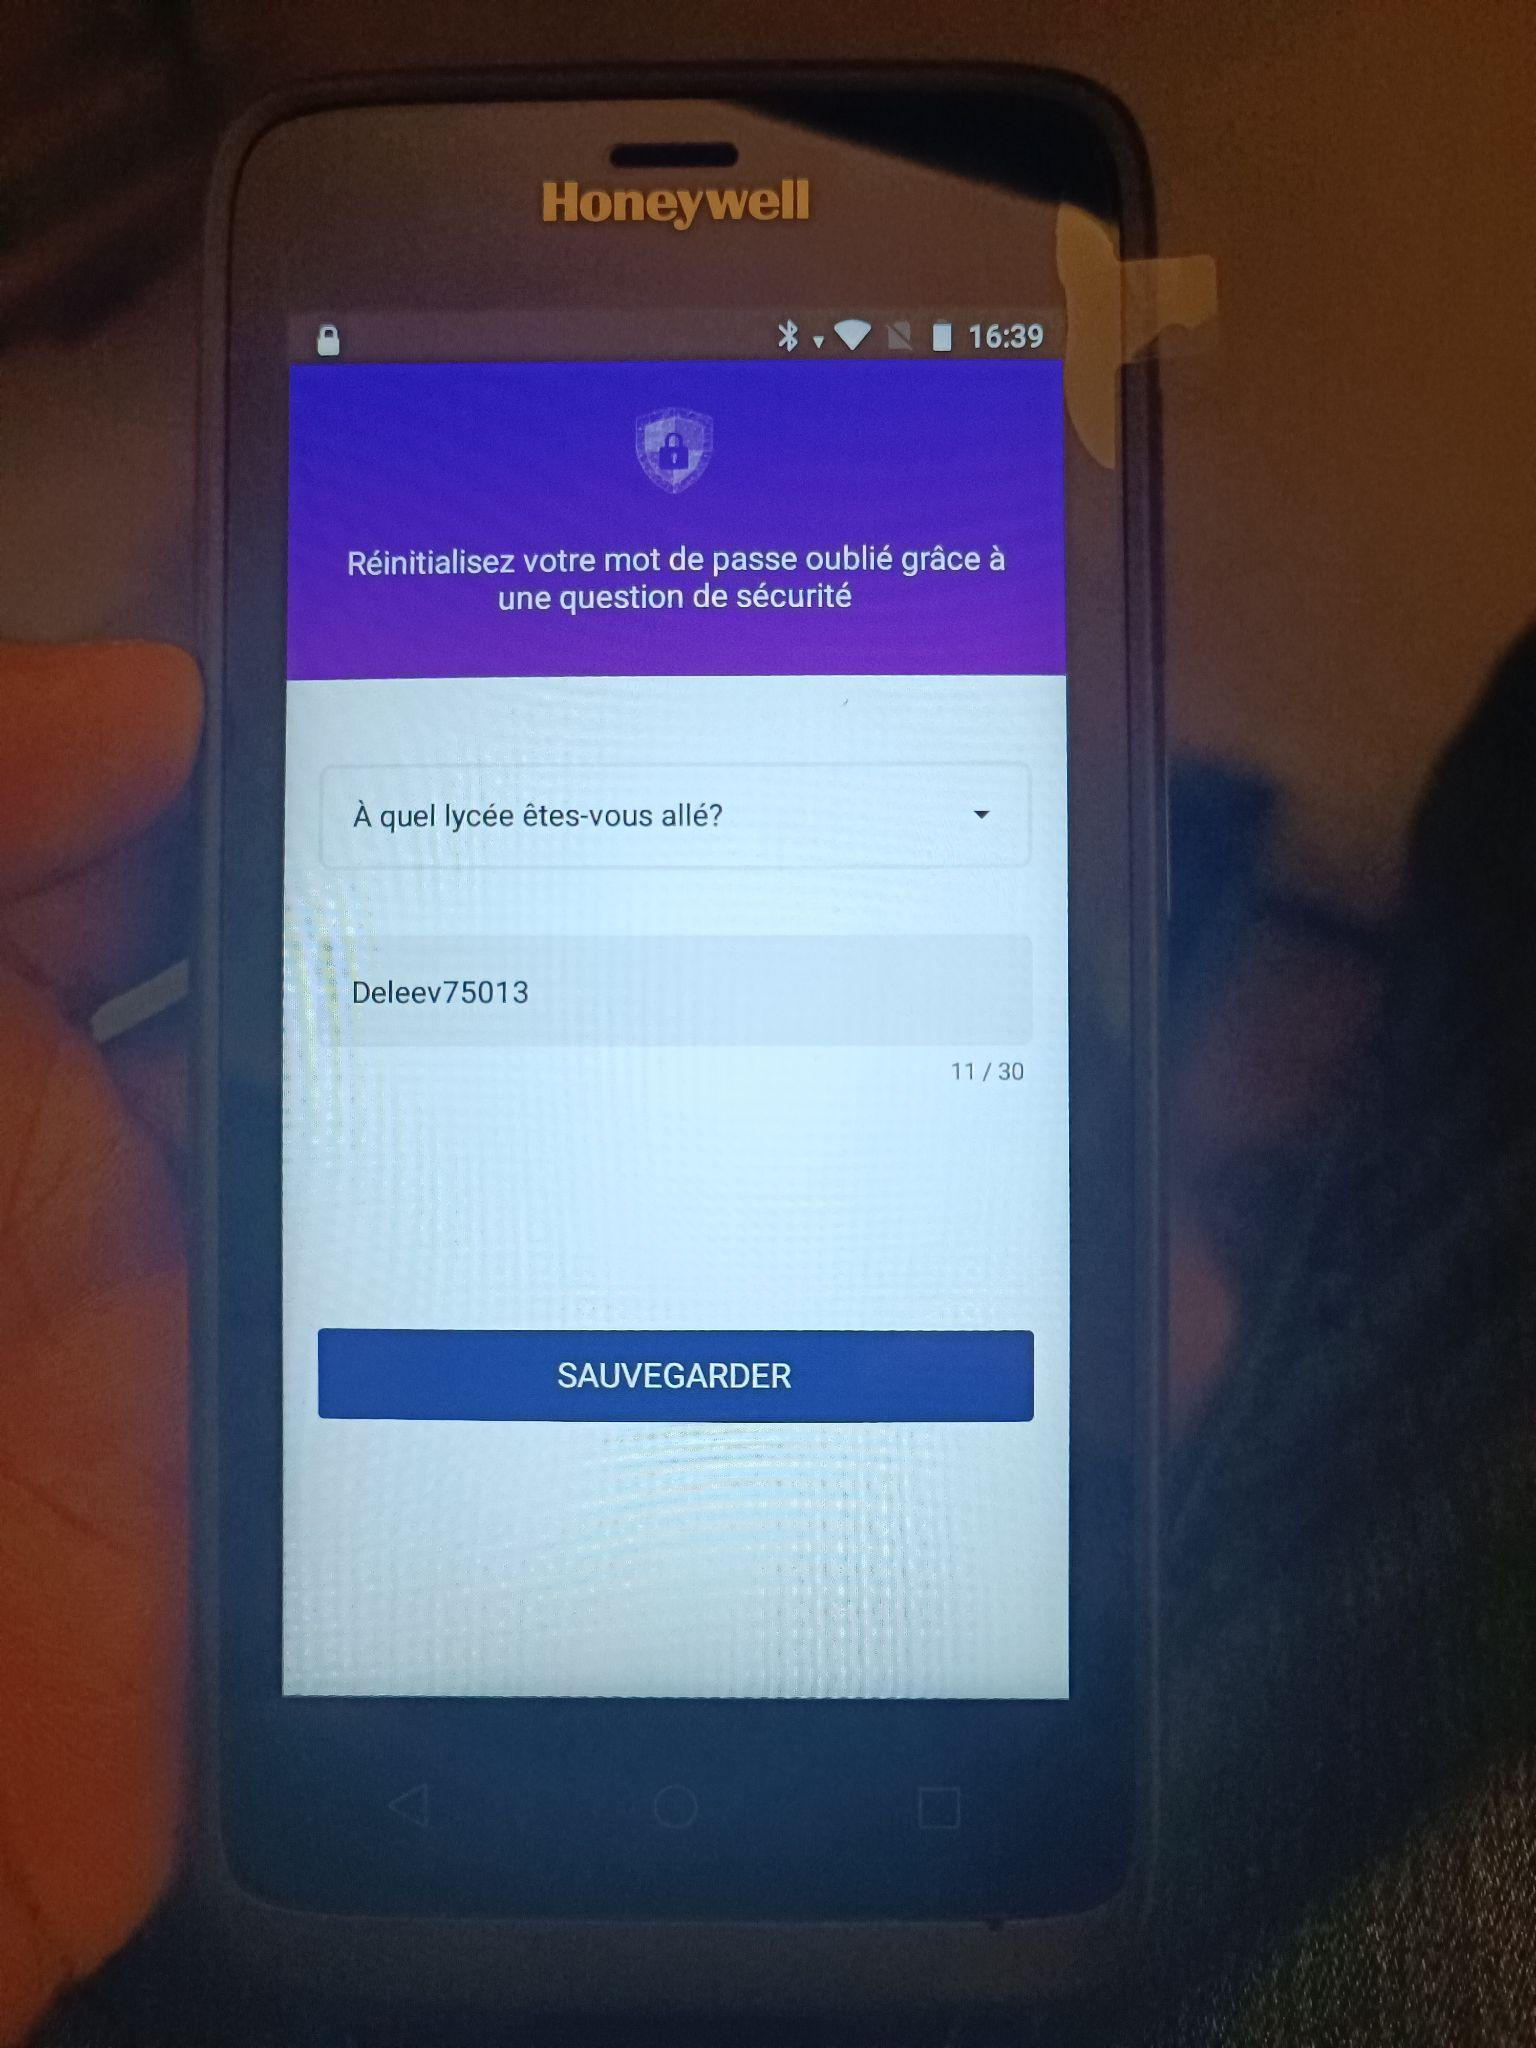 Honeywell
16:39
Réinitialisez votre mot de passe oublié grâce à
une question de sécurité
À quel lycée êtes-vous allé?
Deleev75013
11 / 30
SAUVEGARDER